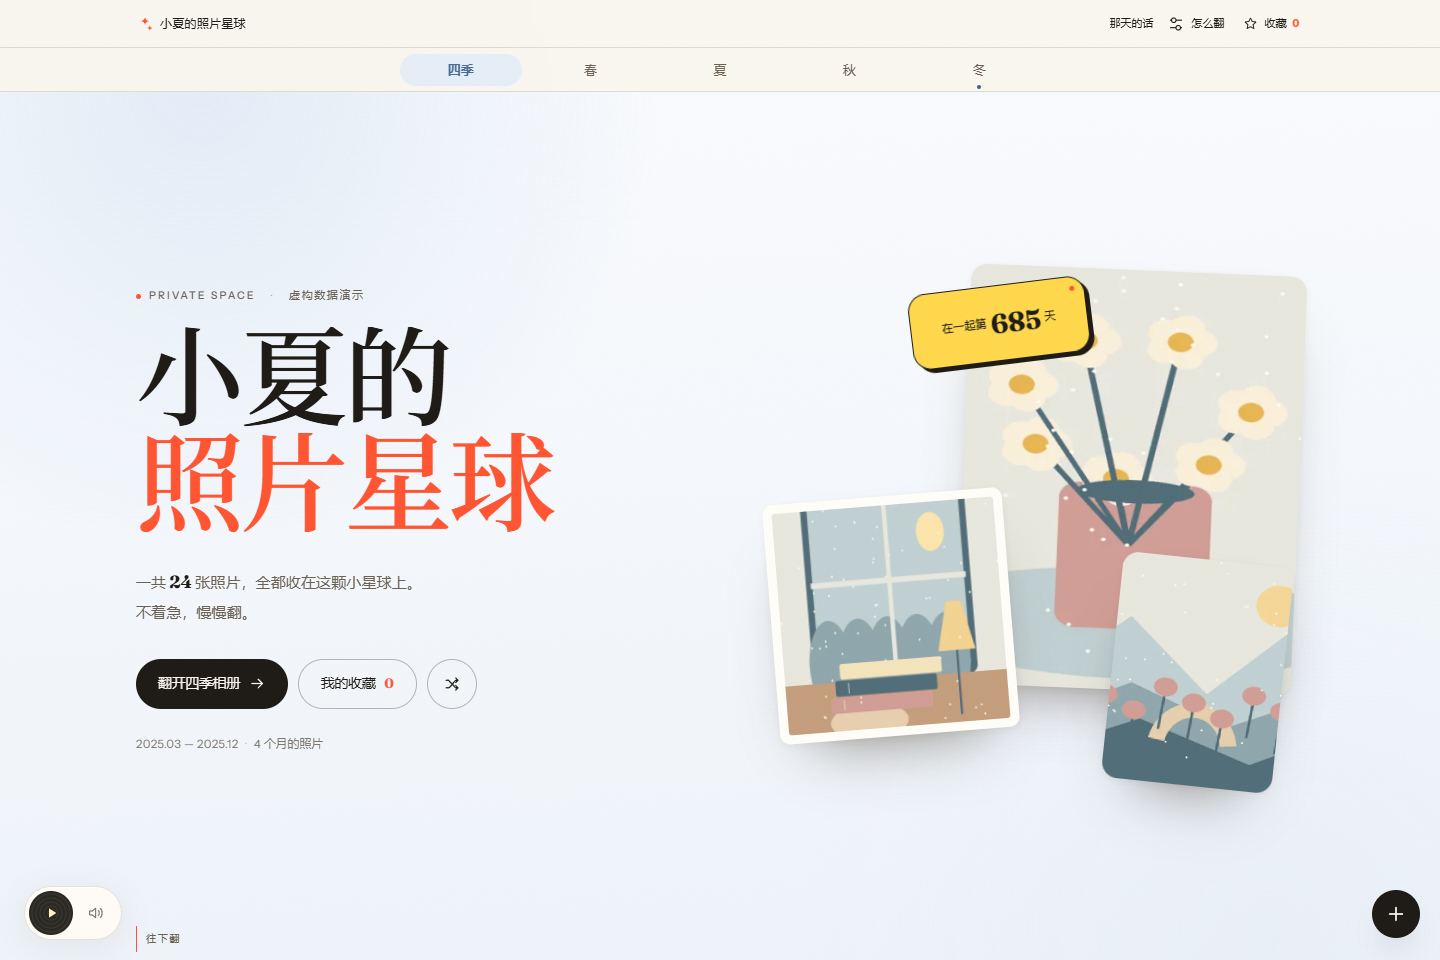 小夏的照片星球
那天的话 怎么翻 收藏 0
四季 春 夏 秋 冬
PRIVATE SPACE · 虚构数据演示
小夏的
照片星球
一共 24 张照片，全都收在这颗小星球上。
不着急，慢慢翻。
翻开四季相册 → 我的收藏 0
2025.03 — 2025.12 · 4 个月的照片
在一起第 685 天
往下翻